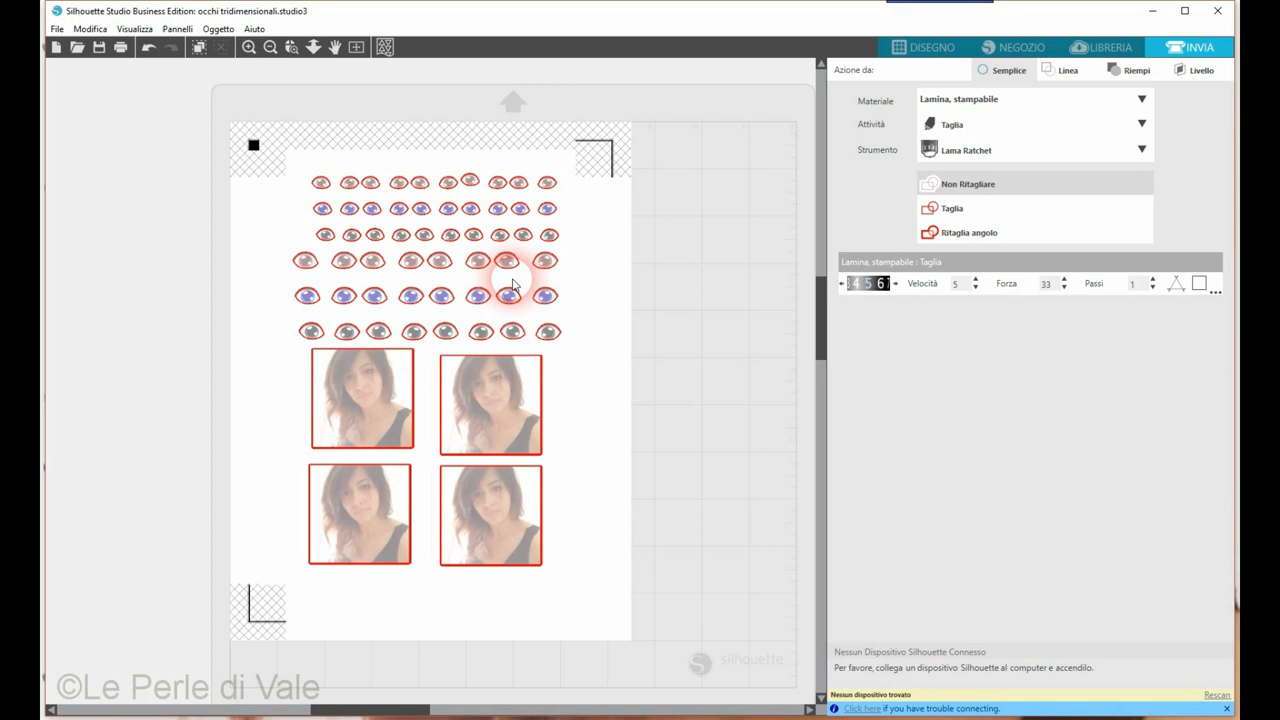 Silhouette Studio Business Edition: occhi tridimensionali.studio3
File Modifica Visualizza Pannelli Oggetto Aiuto
DISEGNO NEGOZIO LIBRERIA INVIA
Azione da: Semplice Linea Riempi Livello
Materiale Lamina, stampabile
Attività Taglia
Strumento Lama Ratchet
Non Ritagliare
Taglia
Ritaglia angolo
Lamina, stampabile : Taglia
Velocità 5 Forza 33 Passi 1
silhouette
Nessun Dispositivo Silhouette Connesso
Per favore, collega un dispositivo Silhouette al computer e accendilo.
©Le Perle di Vale
Nessun dispositivo trovato Rescan
Click here if you have trouble connecting.